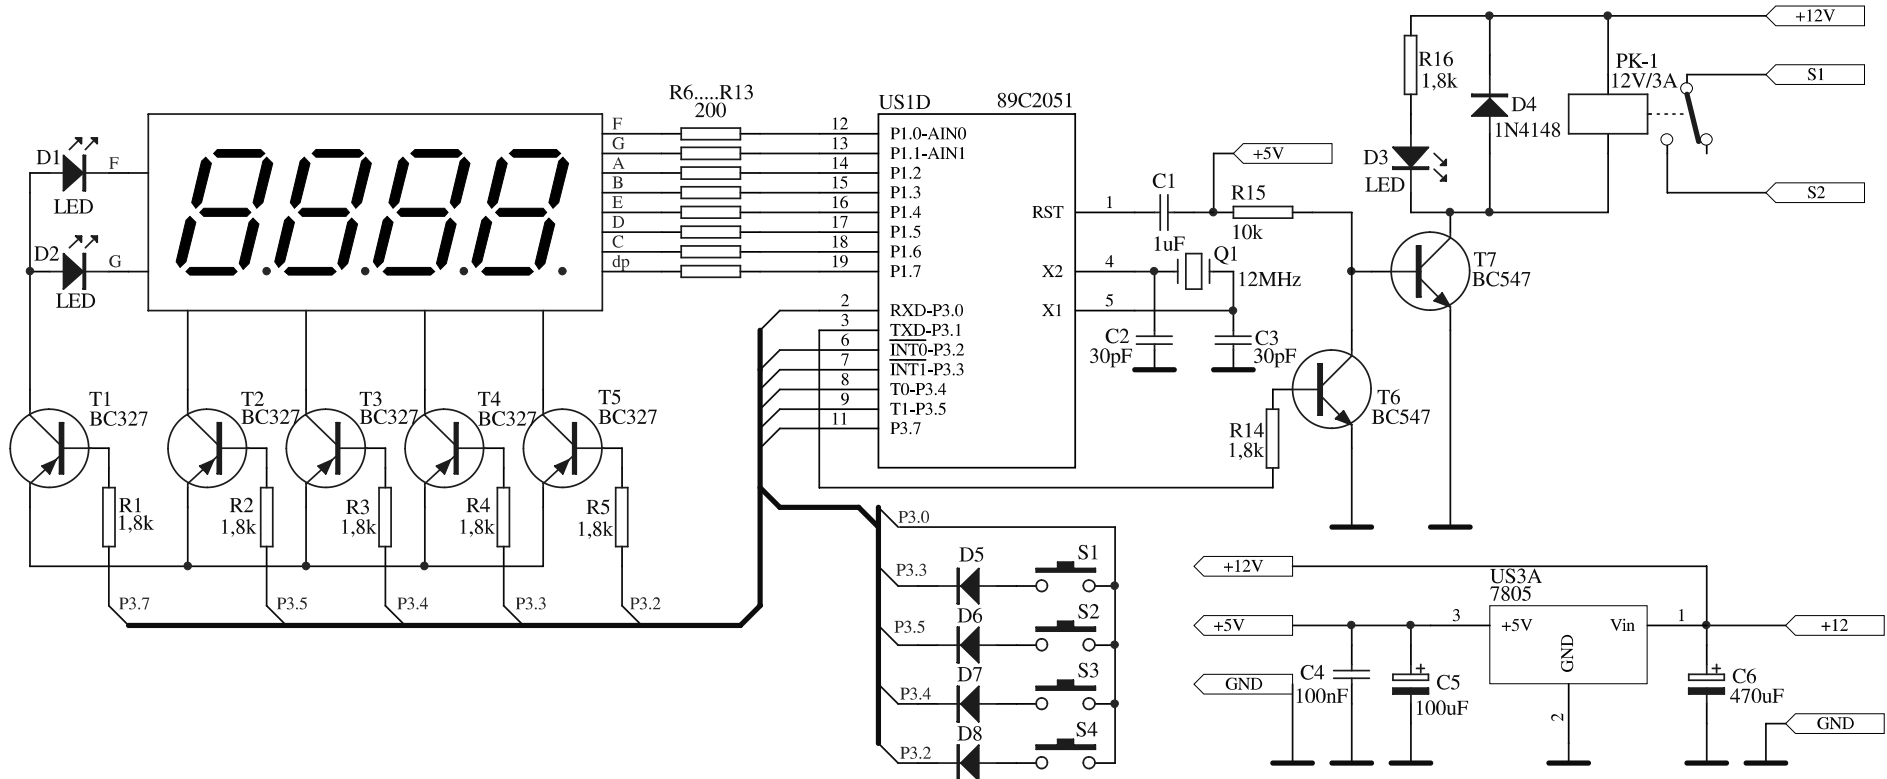 D1
LED
F
D2
LED
G
F
G
A
B
E
D
C
dp
R6.....R13
200
US1D
89C2051
12
13
14
15
16
17
18
19
2
3
6
7
8
9
11
P1.0-AIN0
P1.1-AIN1
P1.2
P1.3
P1.4
P1.5
P1.6
P1.7
RXD-P3.0
TXD-P3.1
INT0-P3.2
INT1-P3.3
T0-P3.4
T1-P3.5
P3.7
RST
X2
X1
1
4
5
C1
1uF
+5V
R15
10k
Q1
12MHz
C2
30pF
C3
30pF
R16
1,8k
D3
LED
D4
1N4148
PK-1
12V/3A
+12V
S1
S2
T7
BC547
T6
BC547
R14
1,8k
T1
BC327
T2
BC327
T3
BC327
T4
BC327
T5
BC327
R1
1,8k
R2
1,8k
R3
1,8k
R4
1,8k
R5
1,8k
P3.7
P3.5
P3.4
P3.3
P3.2
P3.0
P3.3
D5
S1
P3.5
D6
S2
P3.4
D7
S3
P3.2
D8
S4
+12V
+5V
GND
C4
100nF
C5
100uF
US3A
7805
3
+5V
Vin
GND
1
2
C6
470uF
+12
GND